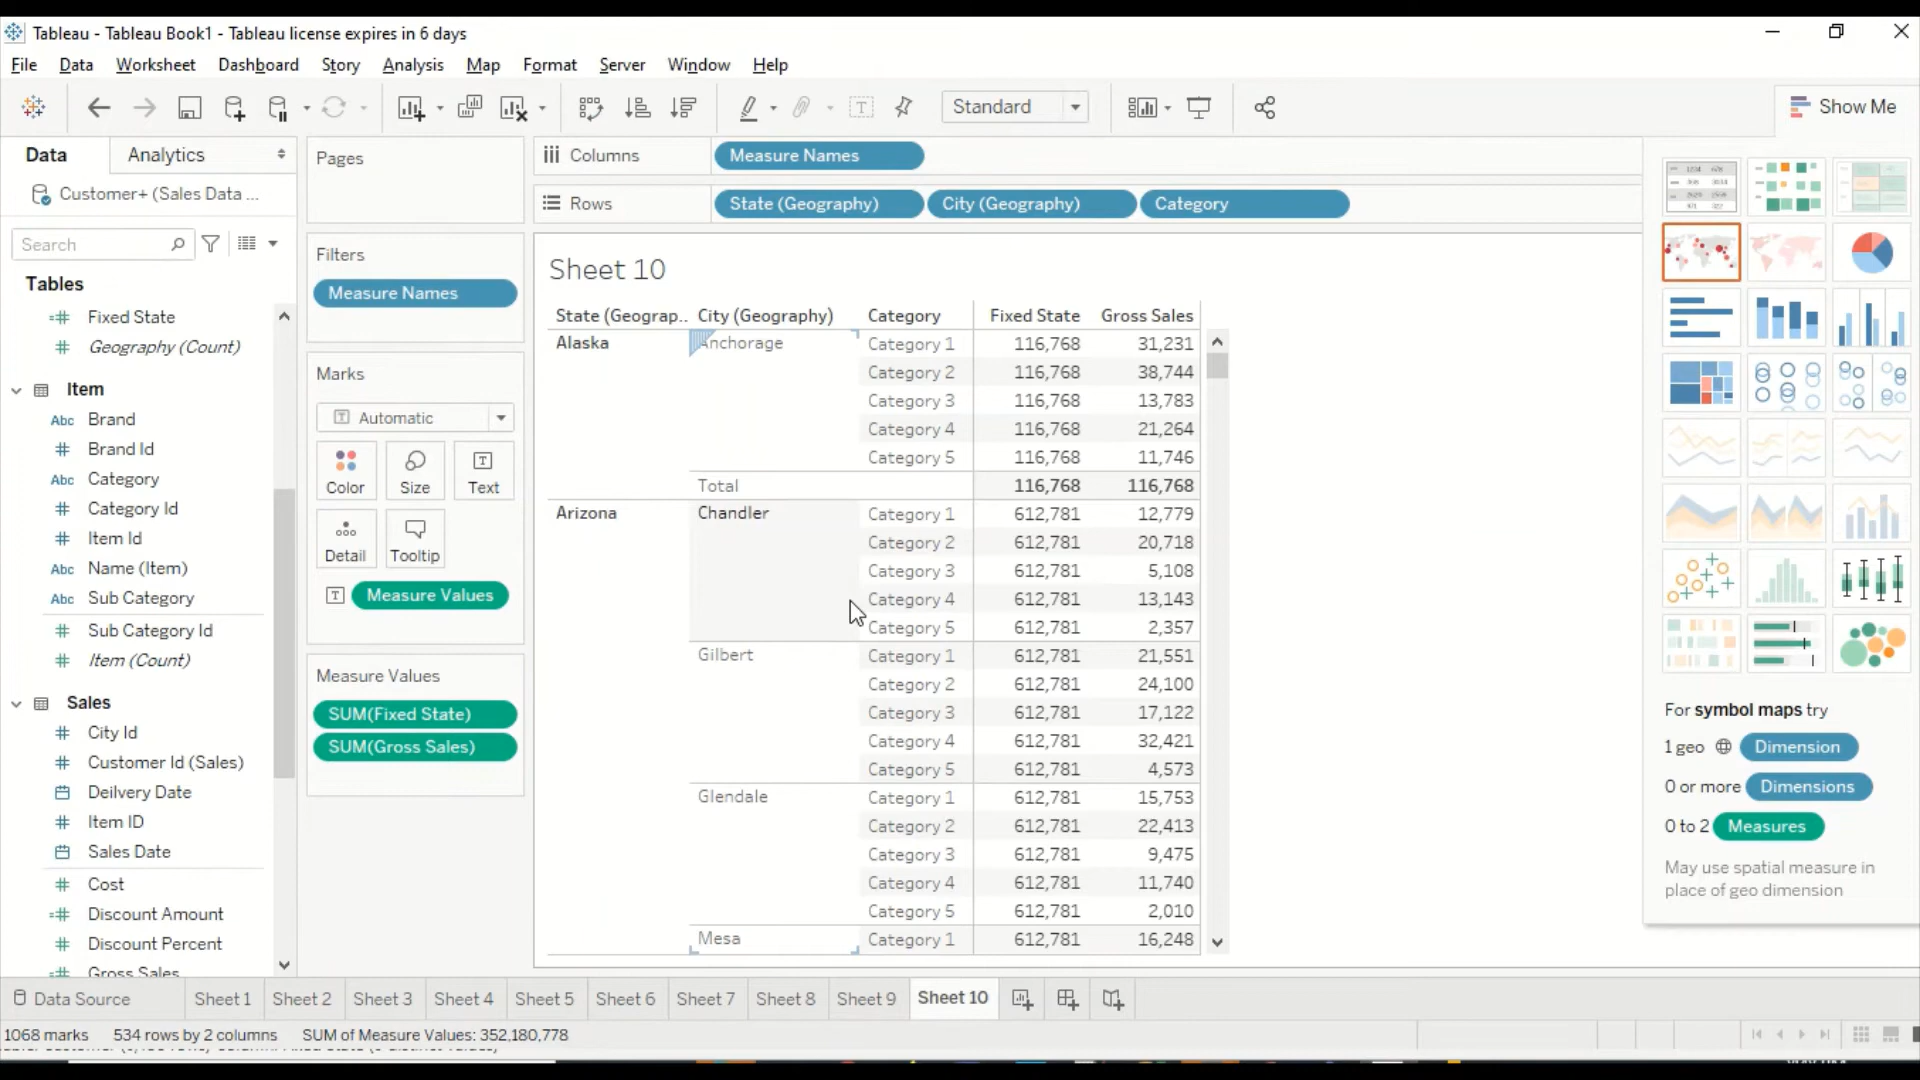 Tableau - Tableau Book1 - Tableau license expires in 6 days
File Data Worksheet Dashboard Story Analysis Map Format Server Window Help
Standard
Show Me
Data Analytics
Customer+ (Sales Data ...
Search
Tables
Fixed State
Geography (Count)
Item
Abc Brand
Brand Id
Abc Category
Category Id
Item Id
Abc Name (Item)
Abc Sub Category
Sub Category Id
Item (Count)
Sales
City Id
Customer Id (Sales)
Deilvery Date
Item ID
Sales Date
Cost
Discount Amount
Discount Percent
Gross Sales
Pages
Filters
Measure Names
Marks
Automatic
Color Size Text
Detail Tooltip
Measure Values
Measure Values
SUM(Fixed State)
SUM(Gross Sales)
Columns Measure Names
Rows State (Geography) City (Geography) Category
Sheet 10
State (Geograp.. City (Geography) Category Fixed State Gross Sales
Alaska Anchorage Category 1 116,768 31,231
Category 2 116,768 38,744
Category 3 116,768 13,783
Category 4 116,768 21,264
Category 5 116,768 11,746
Total 116,768 116,768
Arizona Chandler Category 1 612,781 12,779
Category 2 612,781 20,718
Category 3 612,781 5,108
Category 4 612,781 13,143
Category 5 612,781 2,357
Gilbert Category 1 612,781 21,551
Category 2 612,781 24,100
Category 3 612,781 17,122
Category 4 612,781 32,421
Category 5 612,781 4,573
Glendale Category 1 612,781 15,753
Category 2 612,781 22,413
Category 3 612,781 9,475
Category 4 612,781 11,740
Category 5 612,781 2,010
Mesa Category 1 612,781 16,248
For symbol maps try
1 geo Dimension
0 or more Dimensions
0 to 2 Measures
May use spatial measure in
place of geo dimension
Data Source Sheet 1 Sheet 2 Sheet 3 Sheet 4 Sheet 5 Sheet 6 Sheet 7 Sheet 8 Sheet 9 Sheet 10
1068 marks 534 rows by 2 columns SUM of Measure Values: 352,180,778